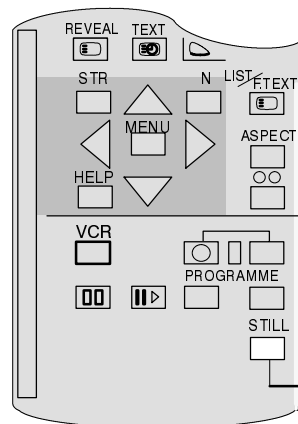 REVEAL TEXT
STR N LIST/F.TEXT
MENU ASPECT
HELP
VCR
PROGRAMME
STILL